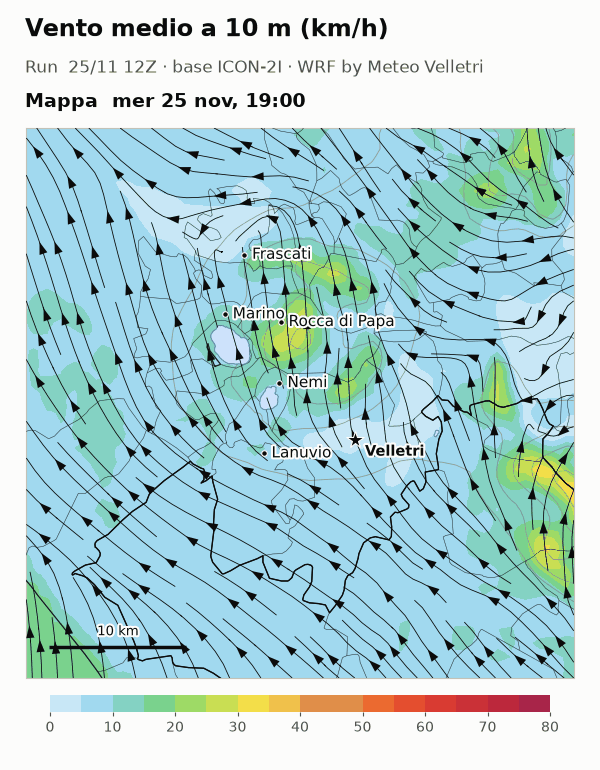 Vento medio a 10 m (km/h)
Run 25/11 12Z · base ICON-2I · WRF by Meteo Velletri
Mappa mer 25 nov, 19:00
Frascati
Marino
Rocca di Papa
Nemi
Velletri
Lanuvio
10 km
0 10 20 30 40 50 60 70 80